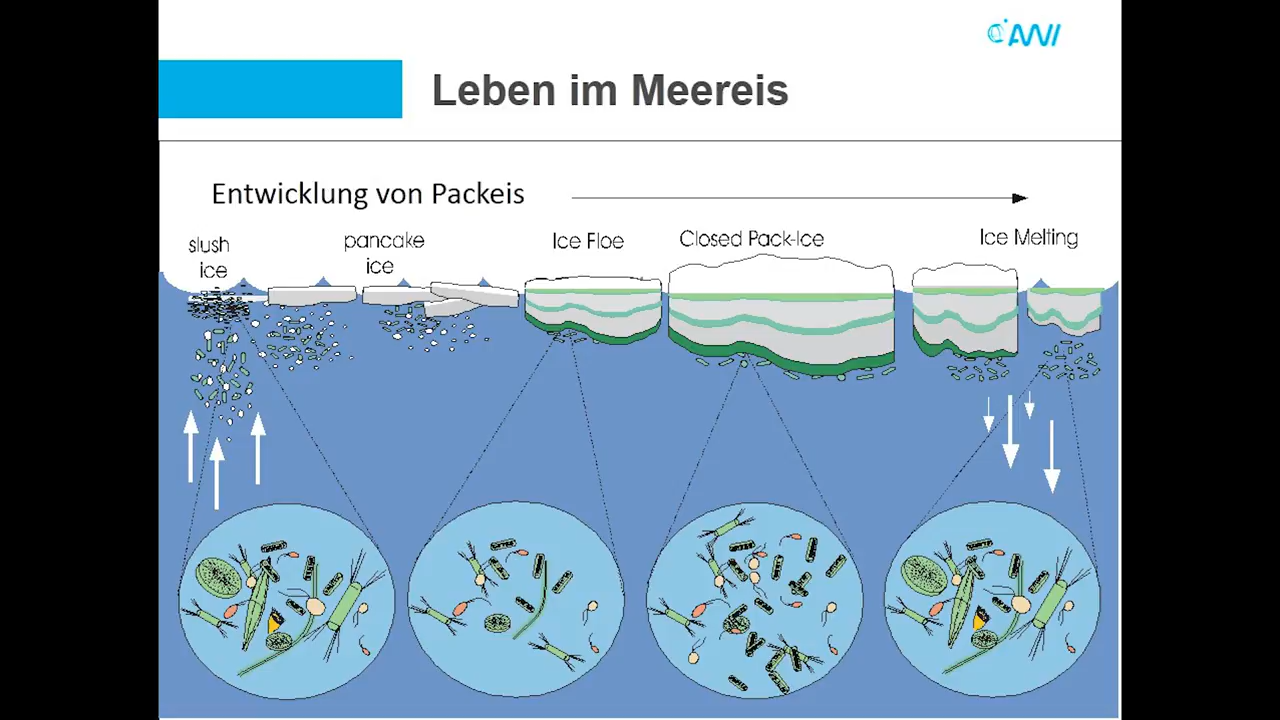 AWI
Leben im Meereis
Entwicklung von Packeis
slush
ice
pancake
ice
Ice Floe
Closed Pack-Ice
Ice Melting